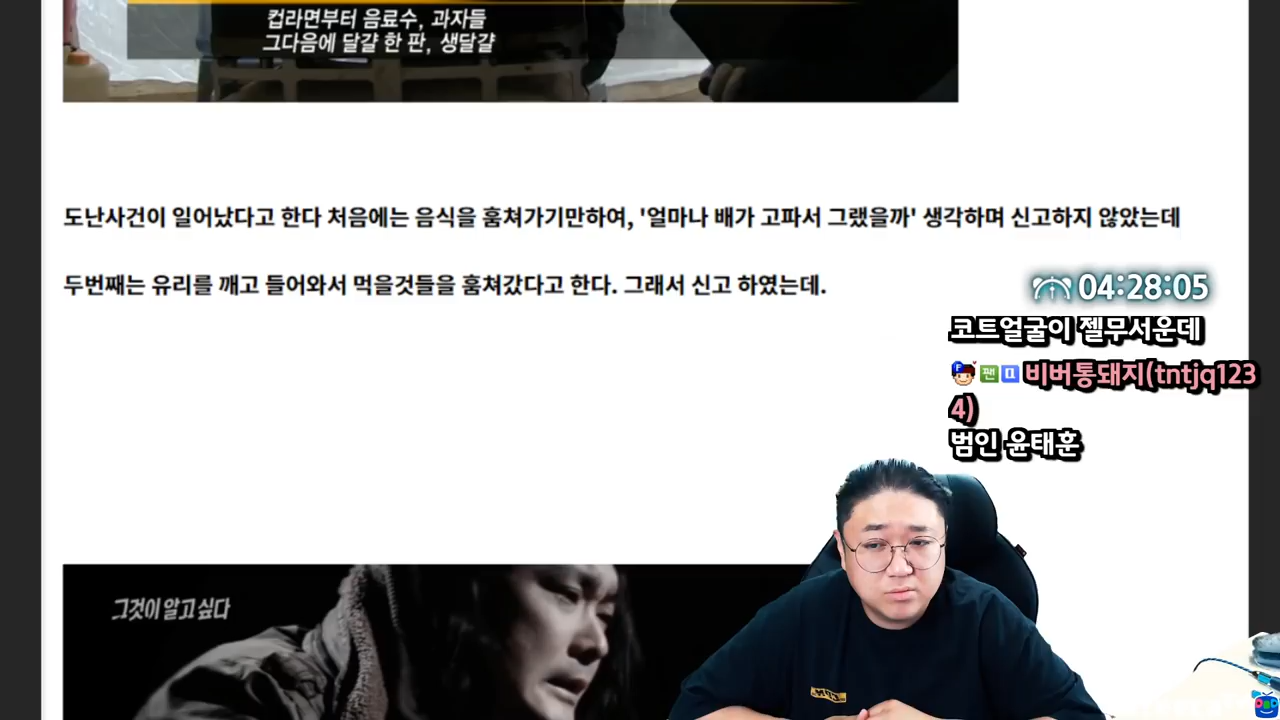 컵라면부터 음료수, 과자들
그다음에 달걀 한 판, 생달걀
도난사건이 일어났다고 한다 처음에는 음식을 훔쳐가기만하여, '얼마나 배가 고파서 그랬을까' 생각하며 신고하지 않았는데
두번째는 유리를 깨고 들어와서 먹을것들을 훔쳐갔다고 한다. 그래서 신고 하였는데.
04:28:05
코트얼굴이 젤무서운데
팬 비버통돼지(tntjq123
4)
범인 윤태훈
그것이 알고싶다